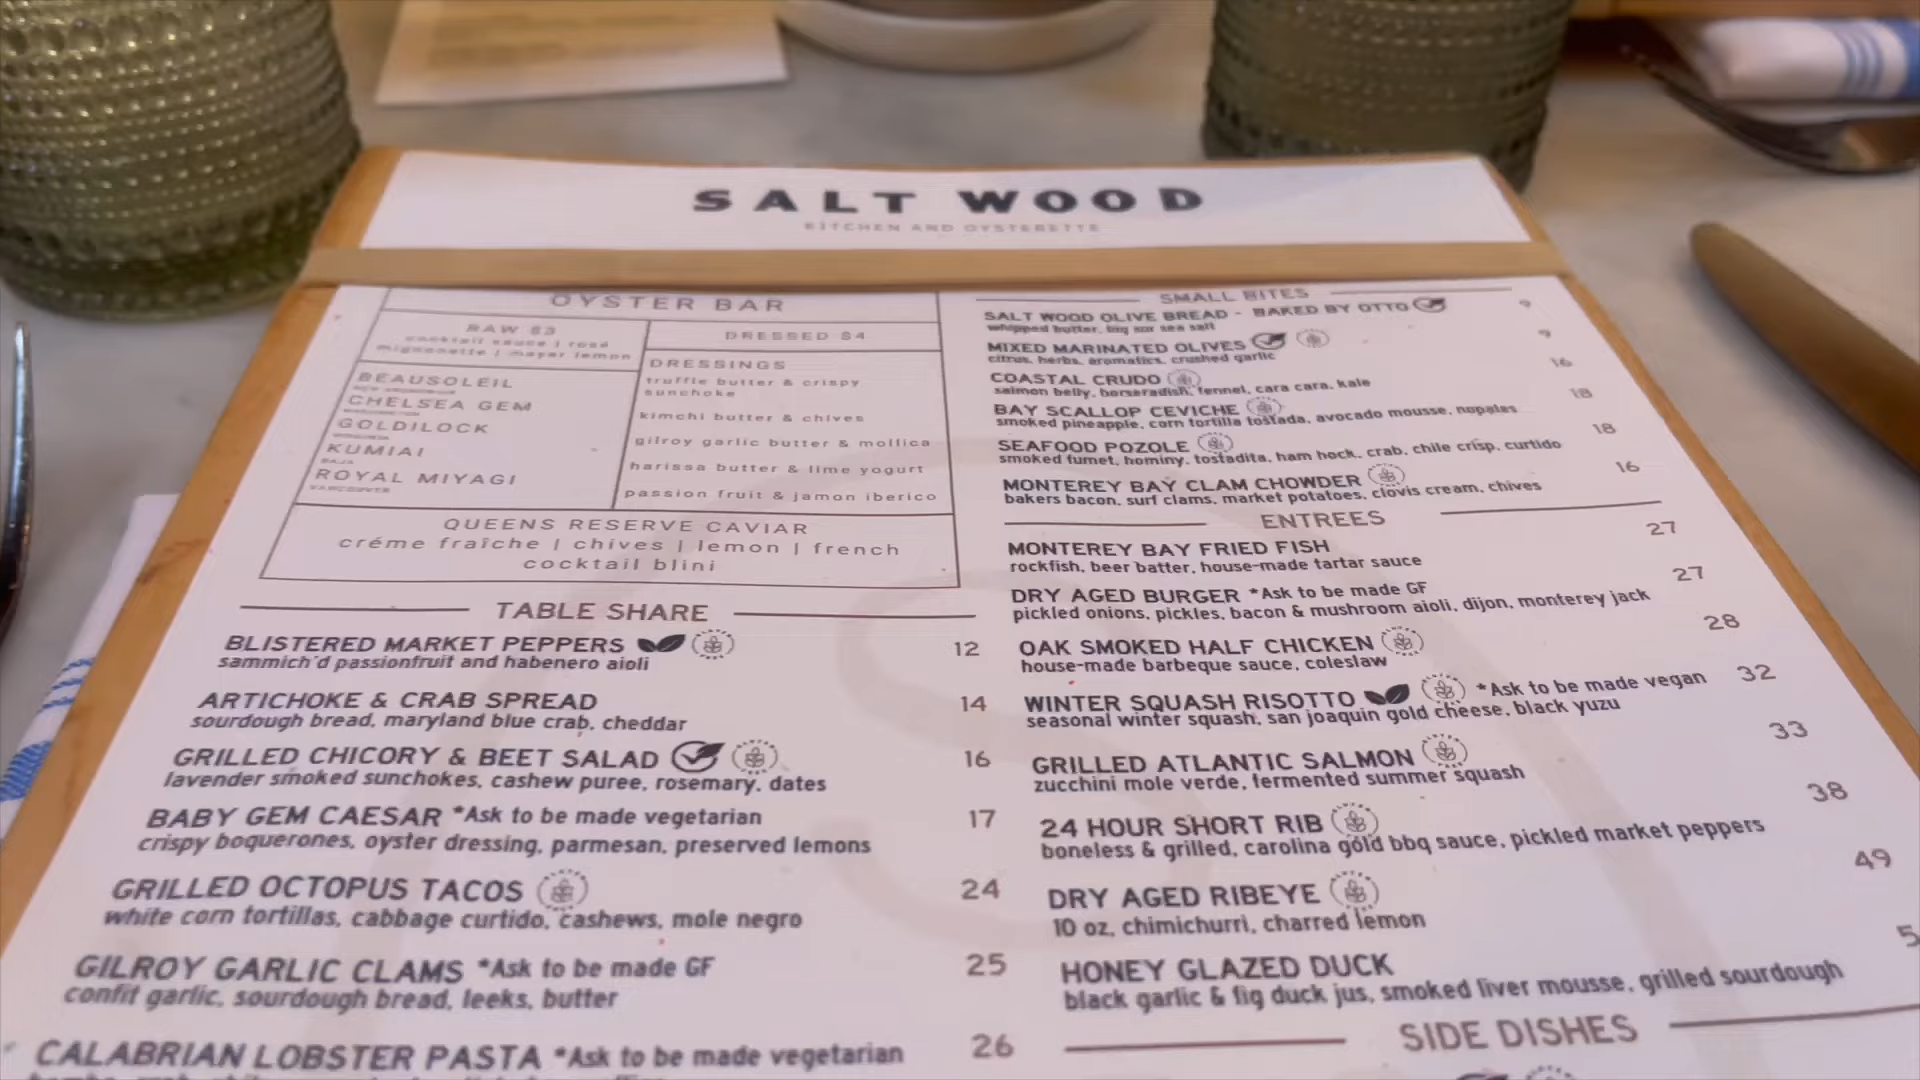 SALT WOOD
KITCHEN AND OYSTERETTE
OYSTER BAR
RAW $3
cocktail sauce | rosé
mignonette | meyer lemon
BEAUSOLEIL
CHELSEA GEM
GOLDILOCK
KUMIAI
BAJA
ROYAL MIYAGI
VANCOUVER
DRESSED $4
DRESSINGS
truffle butter & crispy
sunchoke
kimchi butter & chives
gilroy garlic butter & mollica
harissa butter & lime yogurt
passion fruit & jamon iberico
QUEENS RESERVE CAVIAR
créme fraîche | chives | lemon | french
cocktail blini
TABLE SHARE
BLISTERED MARKET PEPPERS 12
sammich'd passionfruit and habenero aioli
ARTICHOKE & CRAB SPREAD 14
sourdough bread, maryland blue crab, cheddar
GRILLED CHICORY & BEET SALAD 16
lavender smoked sunchokes, cashew puree, rosemary, dates
BABY GEM CAESAR *Ask to be made vegetarian 17
crispy boquerones, oyster dressing, parmesan, preserved lemons
GRILLED OCTOPUS TACOS 24
white corn tortillas, cabbage curtido, cashews, mole negro
GILROY GARLIC CLAMS *Ask to be made GF 25
confit garlic, sourdough bread, leeks, butter
CALABRIAN LOBSTER PASTA *Ask to be made vegetarian 26
SMALL BITES
SALT WOOD OLIVE BREAD - BAKED BY OTTO 9
whipped butter, big sur sea salt
MIXED MARINATED OLIVES 9
citrus, herbs, aromatics, crushed garlic
COASTAL CRUDO 16
salmon belly, horseradish, fennel, cara cara, kale
BAY SCALLOP CEVICHE 18
smoked pineapple, corn tortilla tostada, avocado mousse, nopales
SEAFOOD POZOLE 18
smoked fumet, hominy, tostadita, ham hock, crab, chile crisp, curtido
MONTEREY BAY CLAM CHOWDER 16
bakers bacon, surf clams, market potatoes, clovis cream, chives
ENTREES
MONTEREY BAY FRIED FISH 27
rockfish, beer batter, house-made tartar sauce
DRY AGED BURGER *Ask to be made GF 27
pickled onions, pickles, bacon & mushroom aioli, dijon, monterey jack
OAK SMOKED HALF CHICKEN 28
house-made barbeque sauce, coleslaw
WINTER SQUASH RISOTTO *Ask to be made vegan 32
seasonal winter squash, san joaquin gold cheese, black yuzu
GRILLED ATLANTIC SALMON 33
zucchini mole verde, fermented summer squash
24 HOUR SHORT RIB 38
boneless & grilled, carolina gold bbq sauce, pickled market peppers
DRY AGED RIBEYE 49
10 oz, chimichurri, charred lemon
HONEY GLAZED DUCK
black garlic & fig duck jus, smoked liver mousse, grilled sourdough
SIDE DISHES